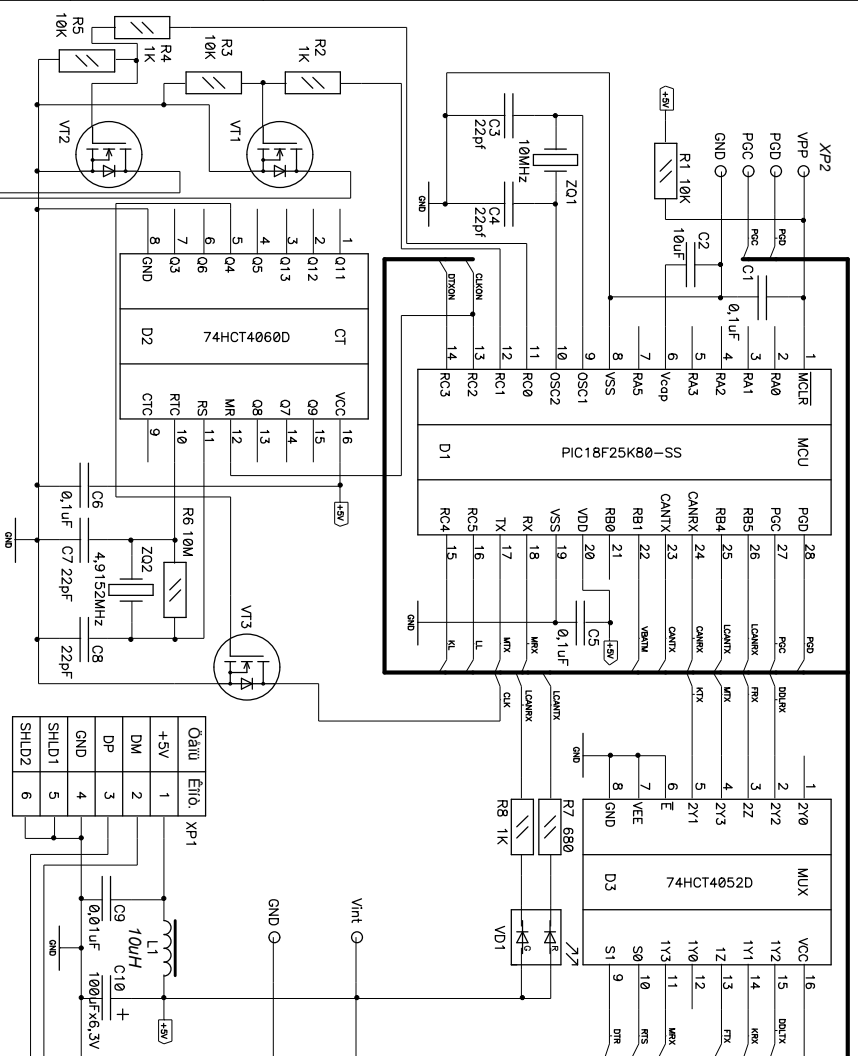 XP2
VPP
PGD
PGC
GND
+5V
R1 10K
PGD
PGC
C2
10uF
C1
0,1uF
R5
10K
R4
1K
R3
10K
R2
1K
VT2
VT1
C3
22pf
10MHz
ZQ1
C4
22pf
GND
1 MCLR
2 RA0
3 RA1
4 RA2
5 RA3
6 Vcap
7 RA5
8 VSS
9 OSC1
10 OSC2
11 RC0
12 RC1
13 RC2
14 RC3
CLKON
DTXON
MCU
PIC18F25K80-SS
D1
28 PGD
27 PGC
26 RB5
25 RB4
24 CANRX
23 CANTX
22 RB1
21 RB0
20 VDD
19 VSS
18 RX
17 TX
16 RC5
15 RC4
PGD
PGC
LCANRX
LCANTX
CANRX
CANTX
VBATM
MRX
MTX
LL
KL
+5V
C5
0,1uF
GND
1 Q11
2 Q12
3 Q13
4 Q5
5 Q4
6 Q6
7 Q3
8 GND
CT
74HCT4060D
D2
16 VCC
15 Q9
14 Q7
13 Q8
12 MR
11 RS
10 RTC
9 CTC
+5V
C6
0,1uF
R6 10M
C7 22pF
ZQ2
4,9152MHz
C8
22pF
GND
VT3
DDLRX
FRX
MTX
KTX
LCANTX
LCANRX
CLK
GND
1 2Y0
2 2Y2
3 2Z
4 2Y3
5 2Y1
6 E
7 VEE
8 GND
MUX
74HCT4052D
D3
16 VCC
15 1Y2
14 1Y1
13 1Z
12 1Y0
11 1Y3
10 S0
9 S1
DDLTX
KRX
FTX
MRX
RTS
DTR
R7 680
R8 1K
R
G
VD1
Öåïü Êîíò.
XP1
+5V 1
DM 2
DP 3
GND 4
SHLD1 5
SHLD2 6
C9
0,01uF
L1
10uH
C10
100uFx6,3V
+
+5V
GND
Vint
GND